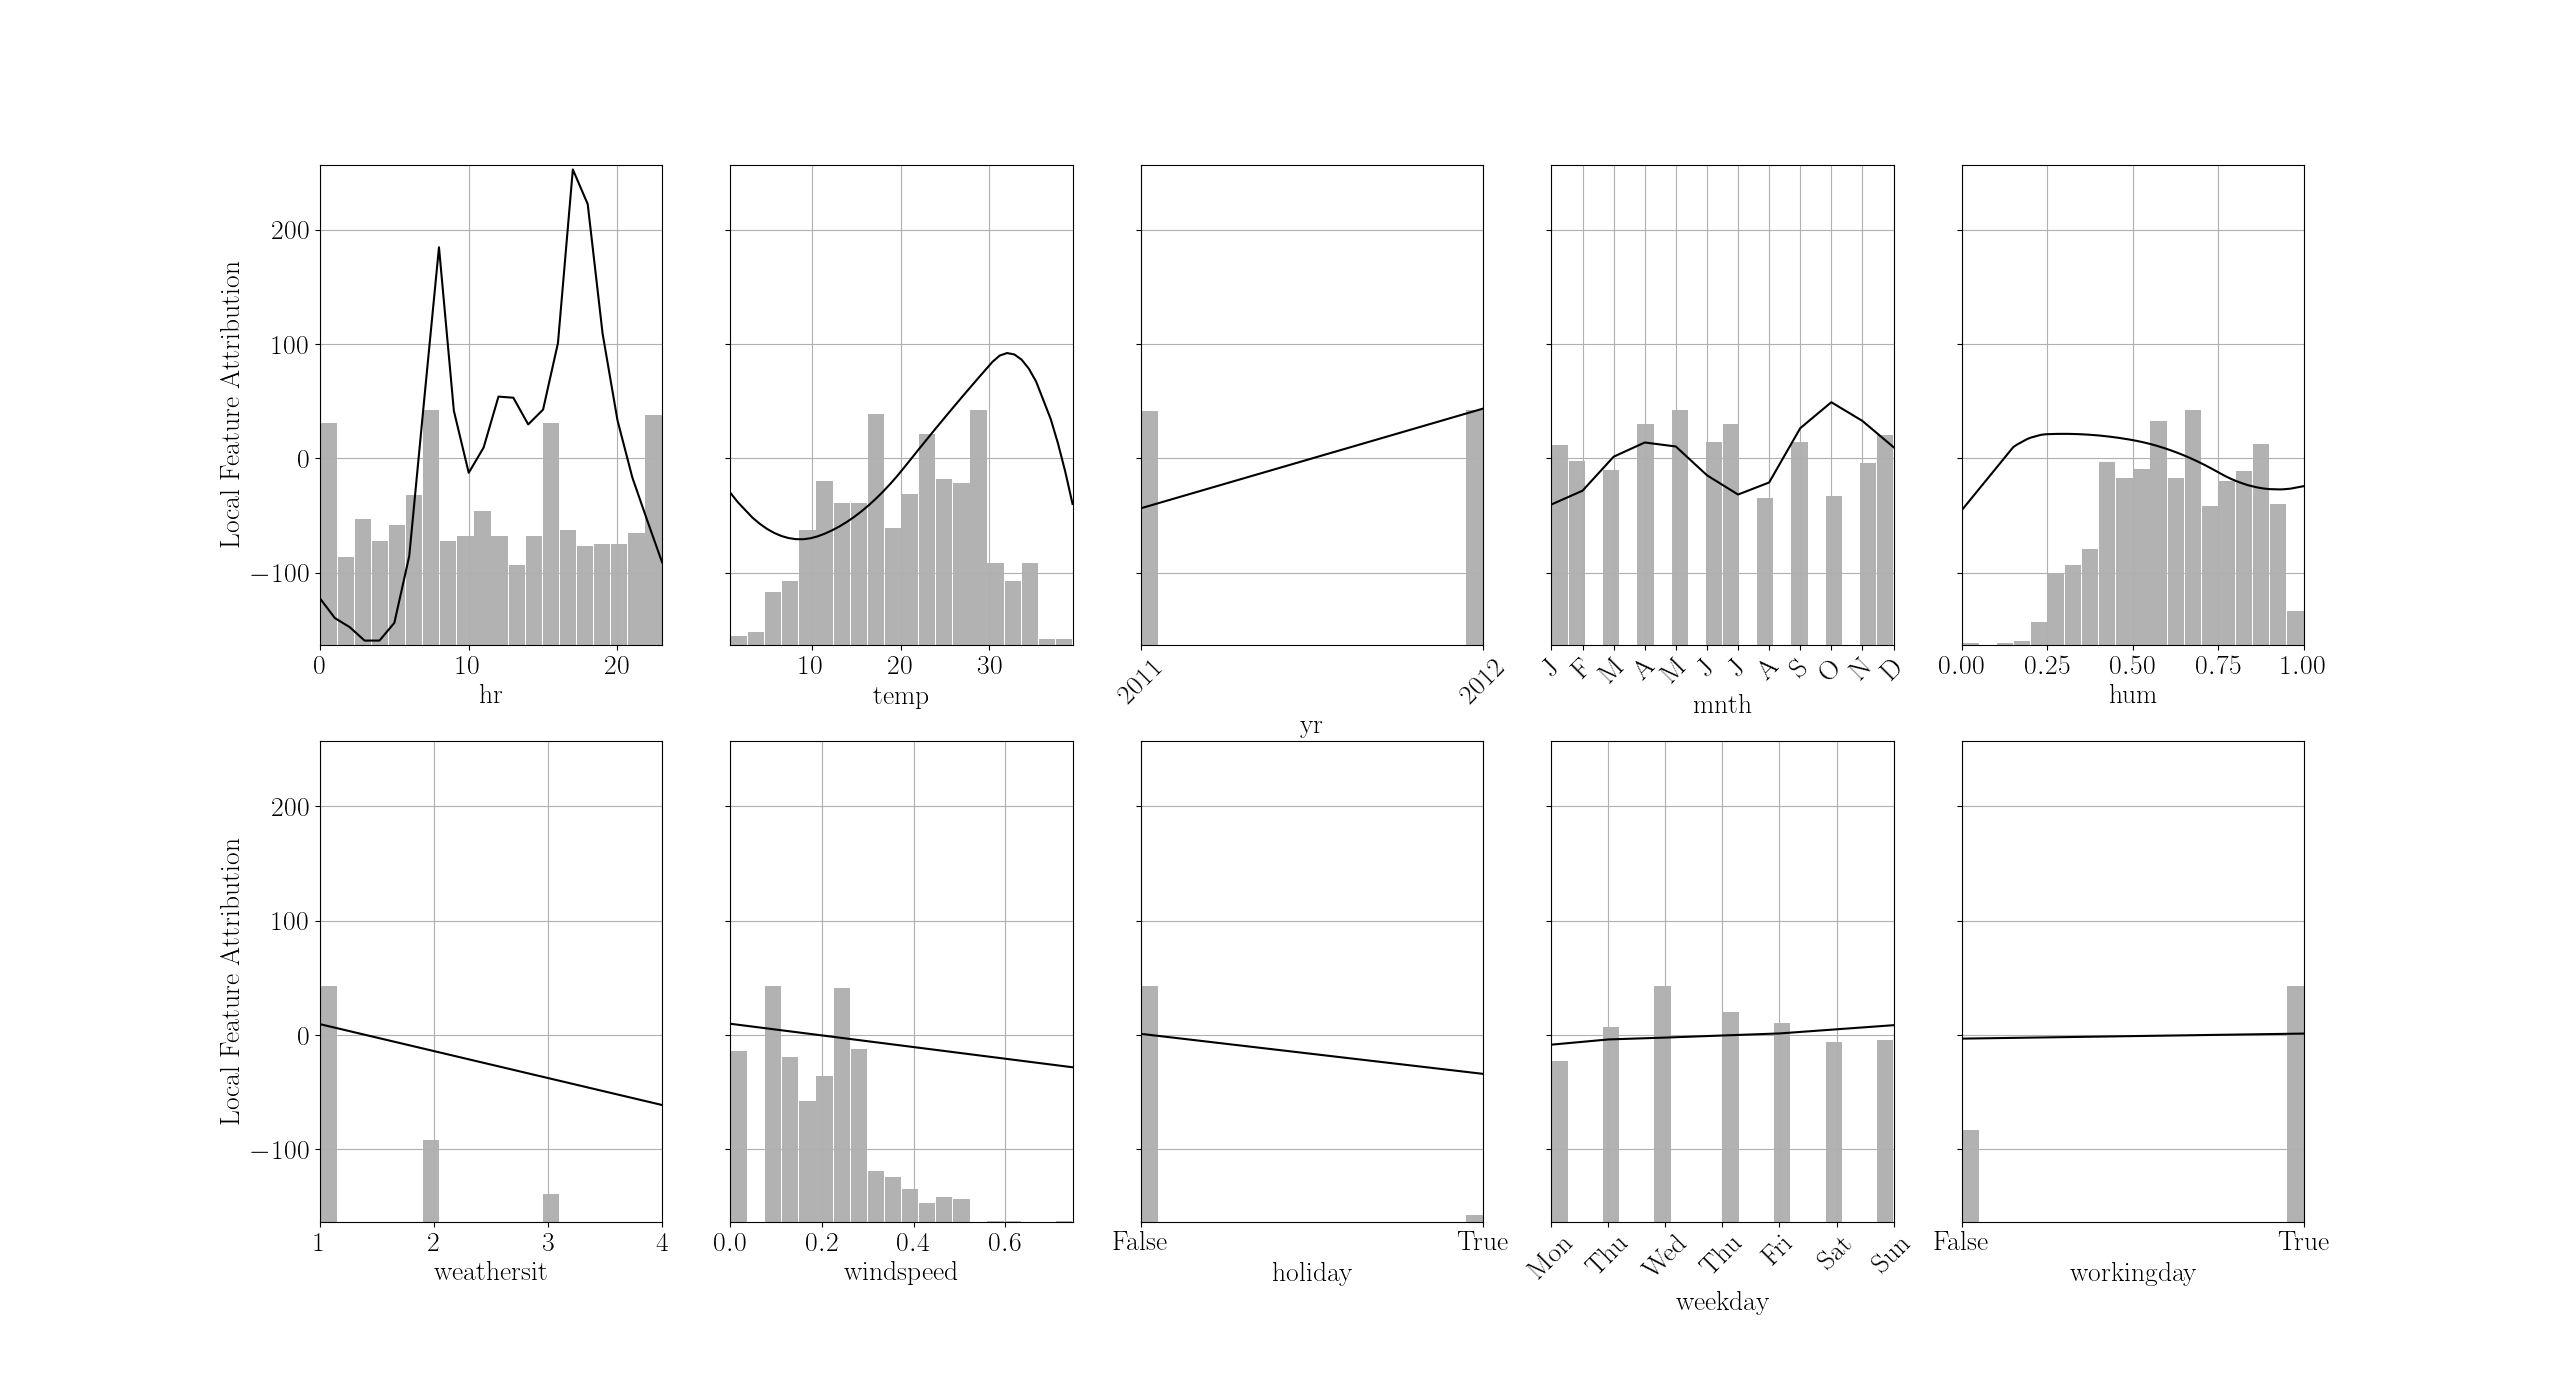 Local Feature Attribution
200
100
0
−100
0 10 20
hr
10 20 30
temp
2011 2012
yr
J F M A M J J A S O N D
mnth
0.00 0.25 0.50 0.75 1.00
hum
Local Feature Attribution
200
100
0
−100
1 2 3 4
weathersit
0.0 0.2 0.4 0.6
windspeed
False True
holiday
Mon Thu Wed Thu Fri Sat Sun
weekday
False True
workingday